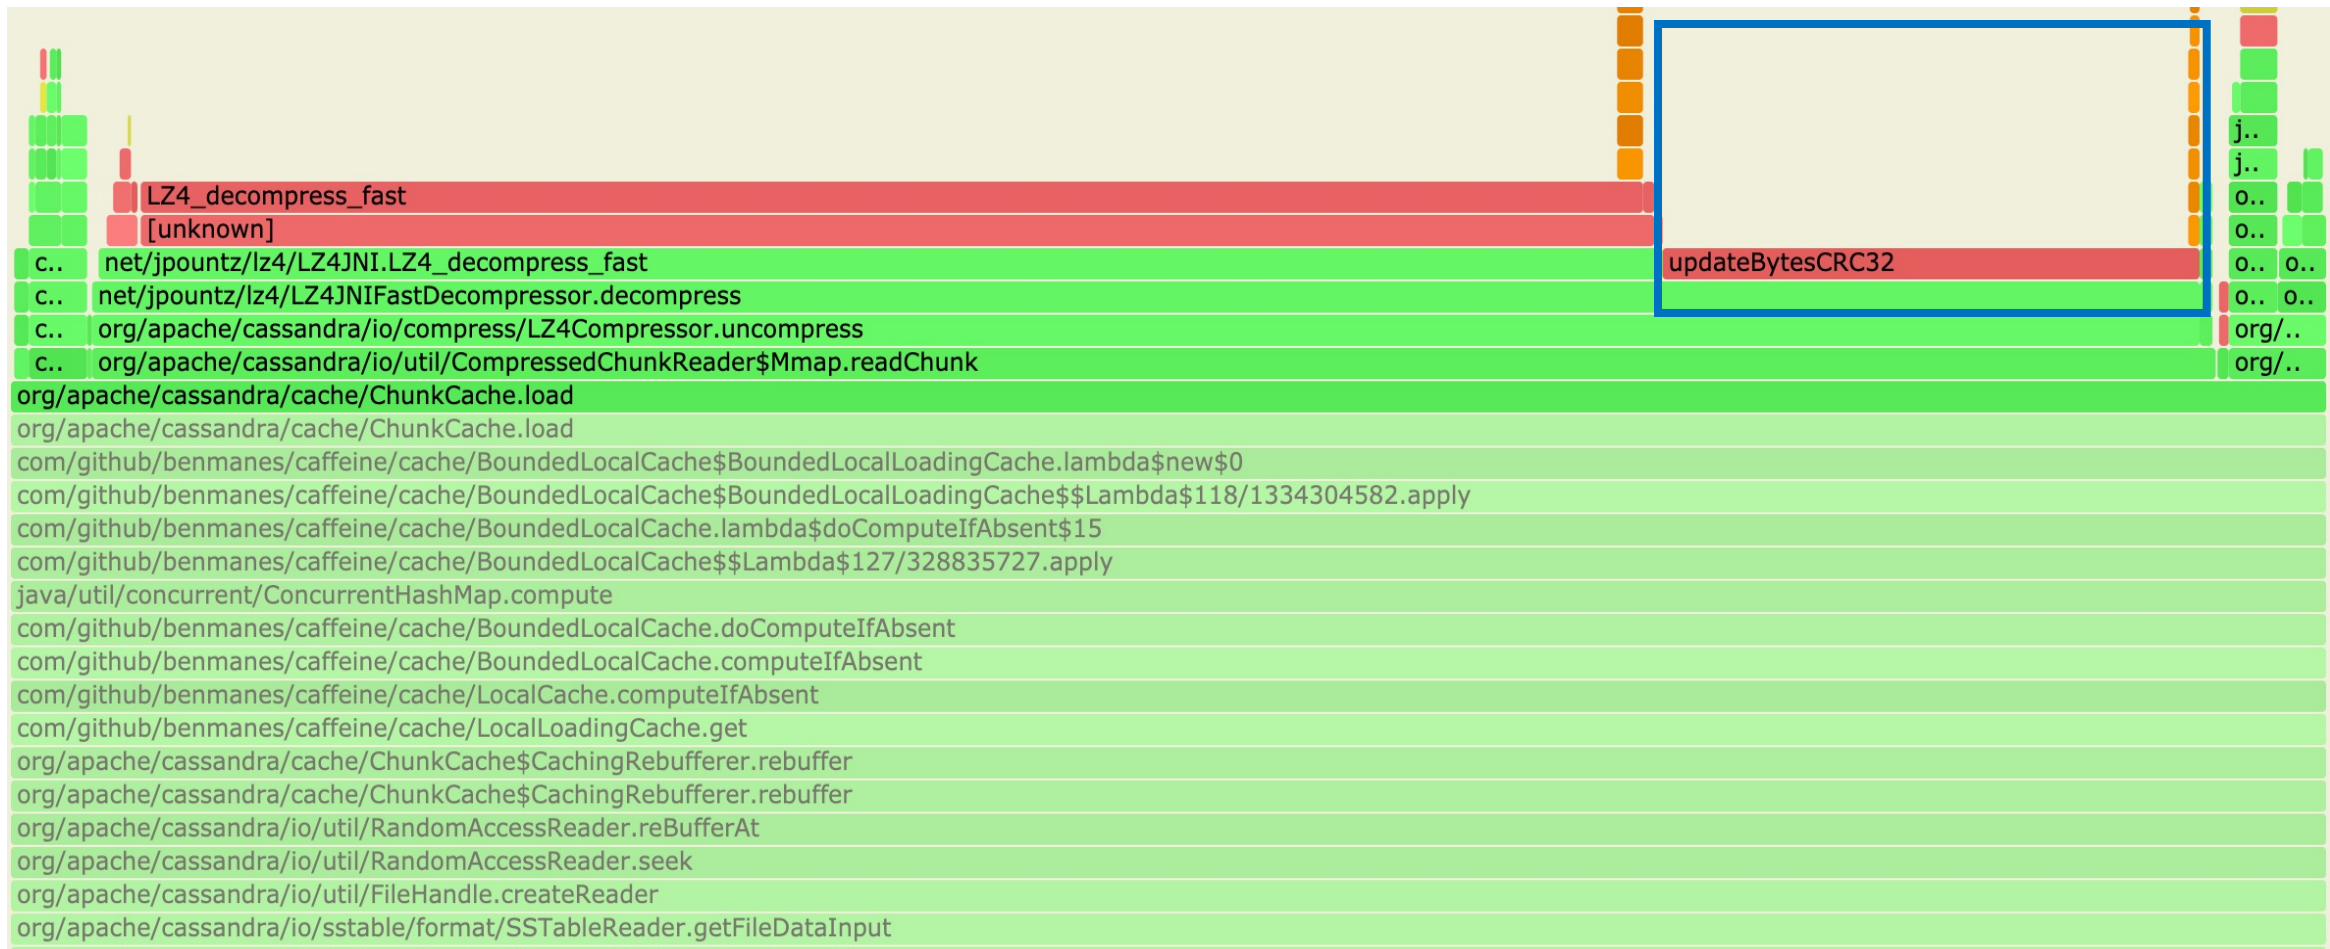 j..
j..
LZ4_decompress_fast o..
[unknown] o..
c.. net/jpountz/lz4/LZ4JNI.LZ4_decompress_fast updateBytesCRC32 o.. o..
c.. net/jpountz/lz4/LZ4JNIFastDecompressor.decompress o.. o..
c.. org/apache/cassandra/io/compress/LZ4Compressor.uncompress org/..
c.. org/apache/cassandra/io/util/CompressedChunkReader$Mmap.readChunk org/..
org/apache/cassandra/cache/ChunkCache.load
org/apache/cassandra/cache/ChunkCache.load
com/github/benmanes/caffeine/cache/BoundedLocalCache$BoundedLocalLoadingCache.lambda$new$0
com/github/benmanes/caffeine/cache/BoundedLocalCache$BoundedLocalLoadingCache$$Lambda$118/1334304582.apply
com/github/benmanes/caffeine/cache/BoundedLocalCache.lambda$doComputeIfAbsent$15
com/github/benmanes/caffeine/cache/BoundedLocalCache$$Lambda$127/328835727.apply
java/util/concurrent/ConcurrentHashMap.compute
com/github/benmanes/caffeine/cache/BoundedLocalCache.doComputeIfAbsent
com/github/benmanes/caffeine/cache/BoundedLocalCache.computeIfAbsent
com/github/benmanes/caffeine/cache/LocalCache.computeIfAbsent
com/github/benmanes/caffeine/cache/LocalLoadingCache.get
org/apache/cassandra/cache/ChunkCache$CachingRebufferer.rebuffer
org/apache/cassandra/cache/ChunkCache$CachingRebufferer.rebuffer
org/apache/cassandra/io/util/RandomAccessReader.reBufferAt
org/apache/cassandra/io/util/RandomAccessReader.seek
org/apache/cassandra/io/util/FileHandle.createReader
org/apache/cassandra/io/sstable/format/SSTableReader.getFileDataInput